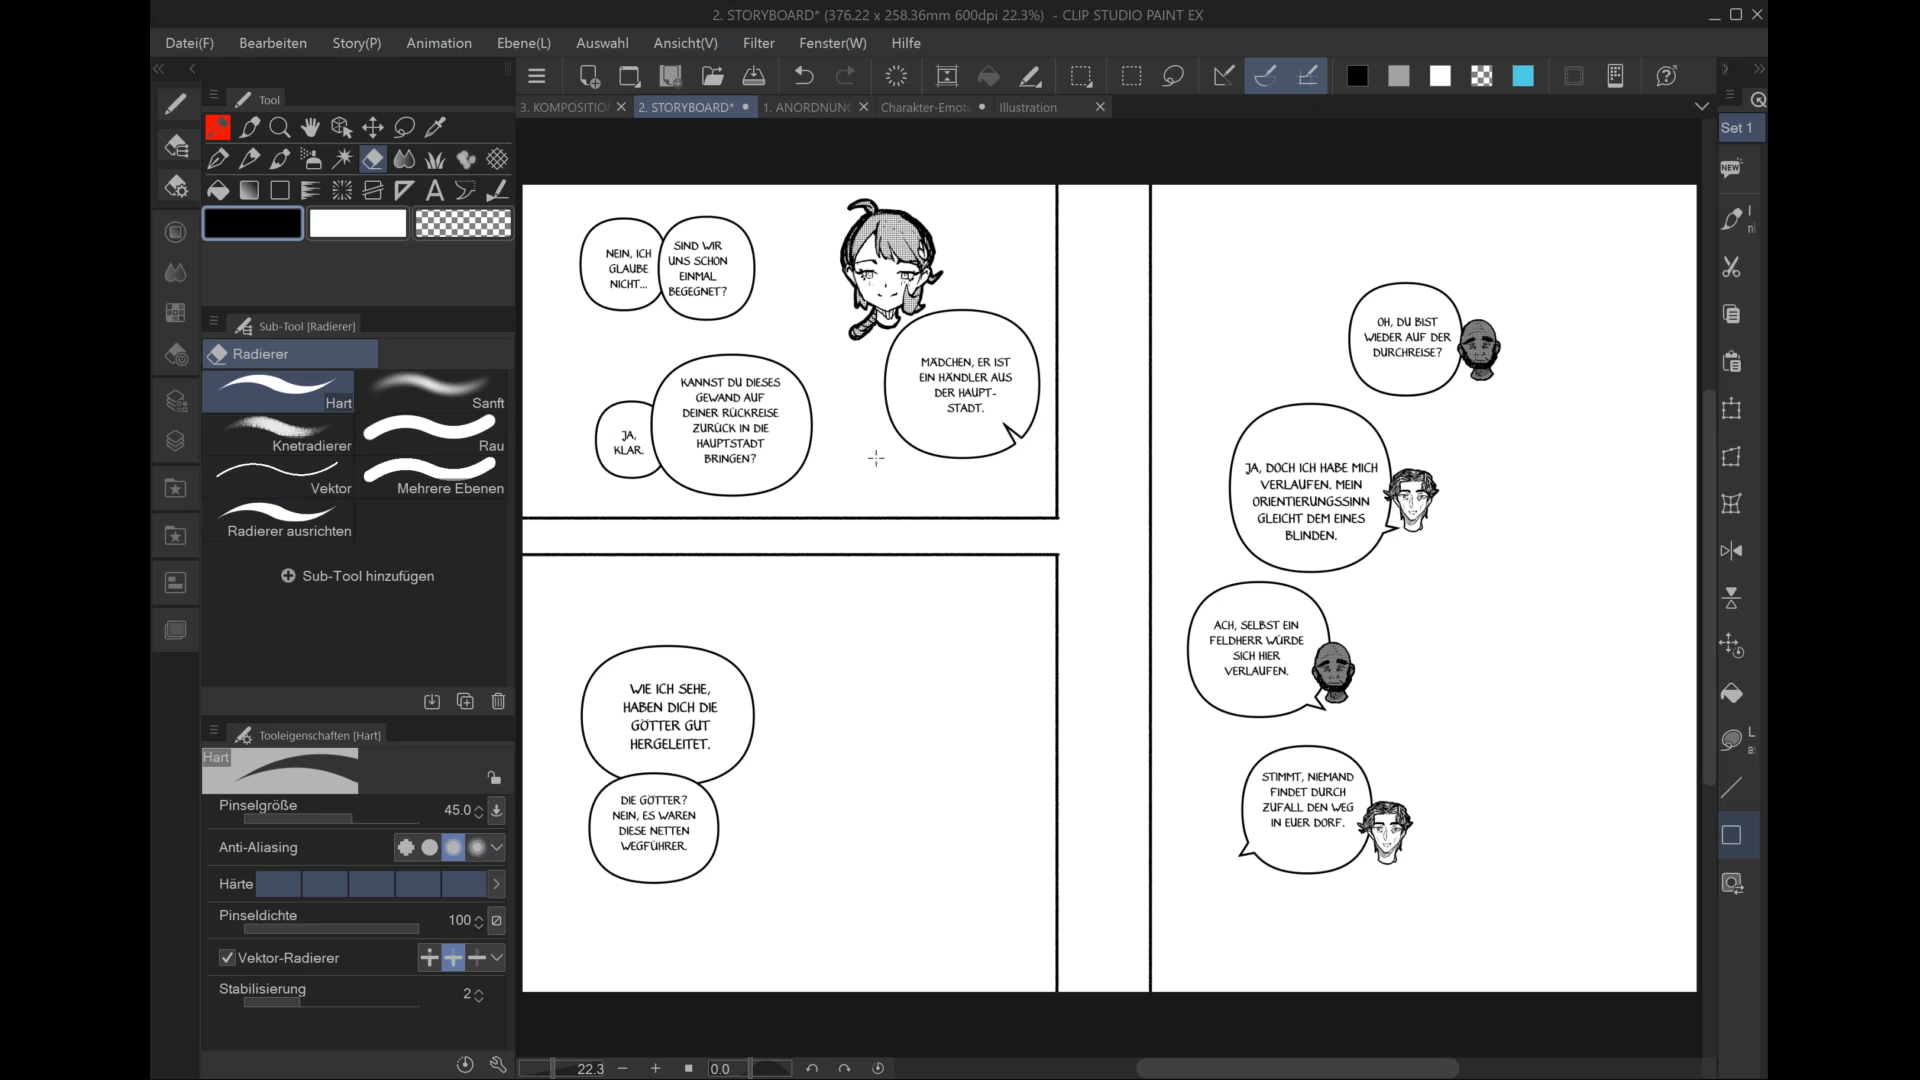 2. STORYBOARD* (376.22 x 258.36mm 600dpi 22.3%) - CLIP STUDIO PAINT EX
Datei(F) Bearbeiten Story(P) Animation Ebene(L) Auswahl Ansicht(V) Filter Fenster(W) Hilfe
3. KOMPOSITIO 2. STORYBOARD* 1. ANORDNUN Charakter-Emoti Illustration
Tool
Sub-Tool [Radierer]
Radierer
Hart
Sanft
Knetradierer
Rau
Vektor
Mehrere Ebenen
Radierer ausrichten
Sub-Tool hinzufügen
Tooleigenschaften [Hart]
Hart
Pinselgröße 45.0
Anti-Aliasing
Härte
Pinseldichte 100
Vektor-Radierer
Stabilisierung 2
NEIN, ICH
GLAUBE
NICHT...
SIND WIR
UNS SCHON
EINMAL
BEGEGNET?
MÄDCHEN, ER IST
EIN HÄNDLER AUS
DER HAUPT-
STADT.
JA,
KLAR.
KANNST DU DIESES
GEWAND AUF
DEINER RÜCKREISE
ZURÜCK IN DIE
HAUPTSTADT
BRINGEN?
WIE ICH SEHE,
HABEN DICH DIE
GÖTTER GUT
HERGELEITET.
DIE GÖTTER?
NEIN, ES WAREN
DIESE NETTEN
WEGFÜHRER.
OH, DU BIST
WIEDER AUF DER
DURCHREISE?
JA, DOCH ICH HABE MICH
VERLAUFEN. MEIN
ORIENTIERUNGSSINN
GLEICHT DEM EINES
BLINDEN.
ACH, SELBST EIN
FELDHERR WÜRDE
SICH HIER
VERLAUFEN.
STIMMT, NIEMAND
FINDET DURCH
ZUFALL DEN WEG
IN EUER DORF.
22.3
0.0
Set 1
NEW